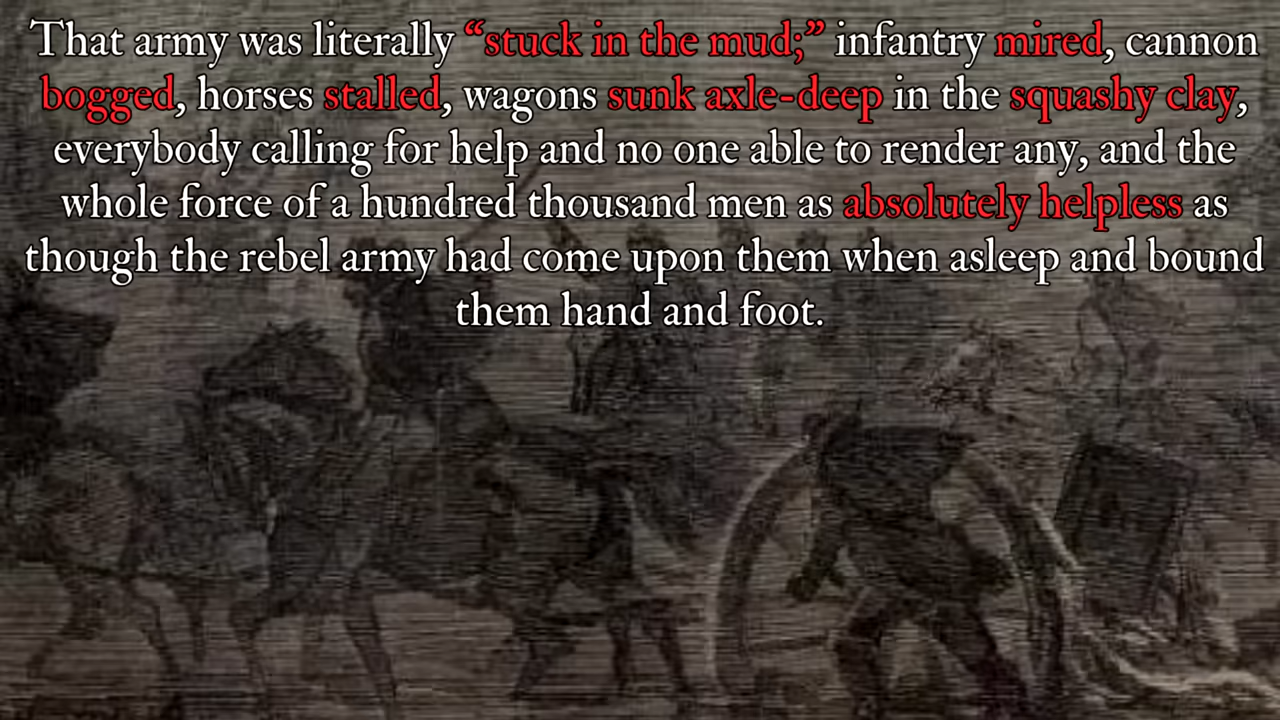 That army was literally “stuck in the mud;” infantry mired, cannon
bogged, horses stalled, wagons sunk axle-deep in the squashy clay,
everybody calling for help and no one able to render any, and the
whole force of a hundred thousand men as absolutely helpless as
though the rebel army had come upon them when asleep and bound
them hand and foot.